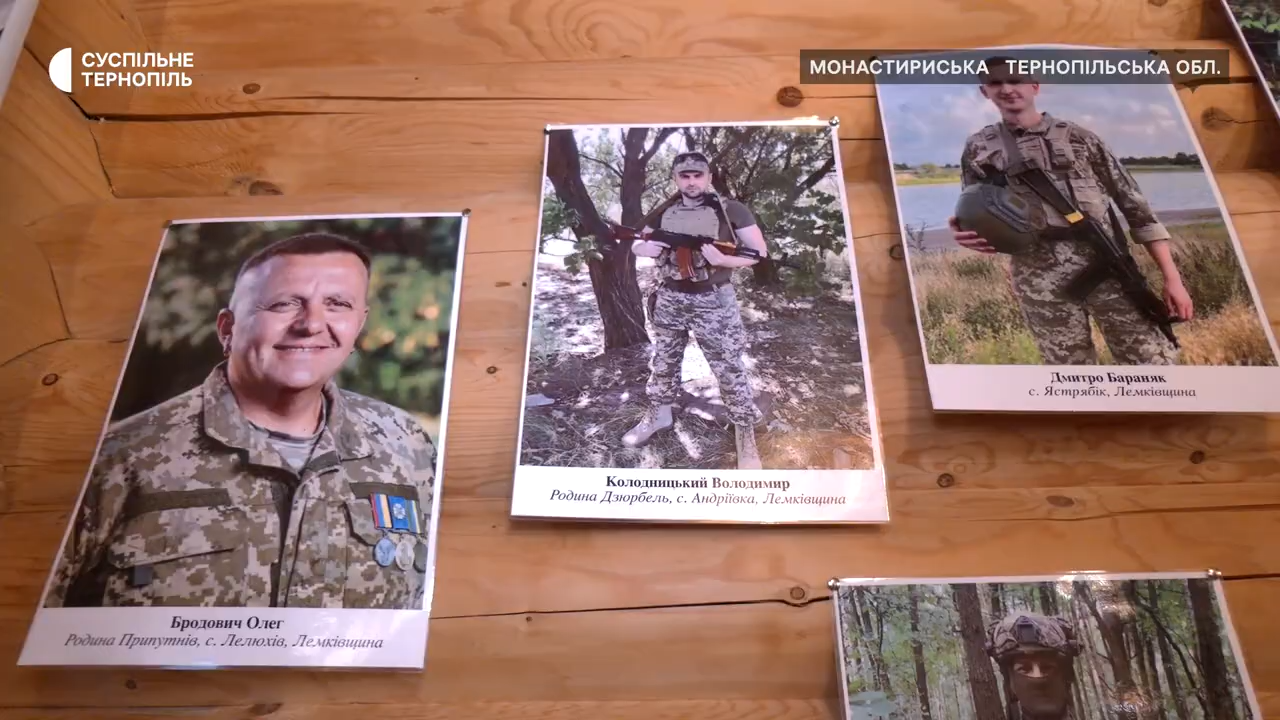 СУСПІЛЬНЕ
ТЕРНОПІЛЬ
МОНАСТИРИСЬКА ТЕРНОПІЛЬСЬКА ОБЛ.
Дмитро Бараняк
с. Ястрябік, Лемківщина
Колодницький Володимир
Родина Дзюрбель, с. Андріївка, Лемківщина
Бродович Олег
Родина Припутнів, с. Лелюхів, Лемківщина